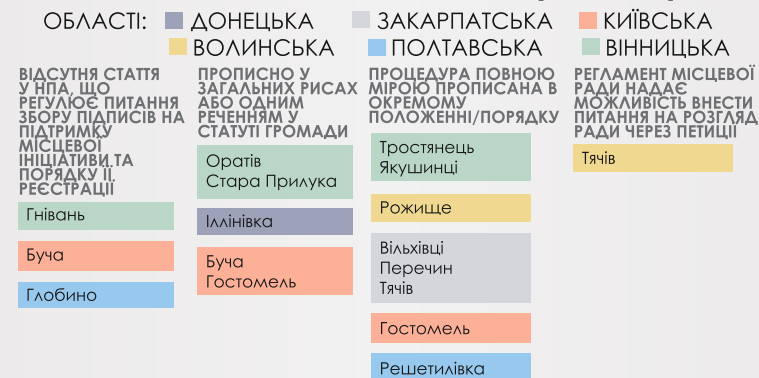 ОБЛАСТІ: ДОНЕЦЬКА ЗАКАРПАТСЬКА КИЇВСЬКА
ВОЛИНСЬКА ПОЛТАВСЬКА ВІННИЦЬКА
ВІДСУТНЯ СТАТТЯ
У НПА, ЩО
РЕГУЛЮЄ ПИТАННЯ
ЗБОРУ ПІДПИСІВ НА
ПІДТРИМКУ
МІСЦЕВОЇ
ІНІЦІАТИВИ ТА
ПОРЯДКУ ЇЇ
РЕЄСТРАЦІЇ
Гнівань
Буча
Глобино
ПРОПИСНО У
ЗАГАЛЬНИХ РИСАХ
АБО ОДНИМ
РЕЧЕННЯМ У
СТАТУТІ ГРОМАДИ
Оратів
Стара Прилука
Іллінівка
Буча
Гостомель
ПРОЦЕДУРА ПОВНОЮ
МІРОЮ ПРОПИСАНА В
ОКРЕМОМУ
ПОЛОЖЕННІ/ПОРЯДКУ
Тростянець
Якушинці
Рожище
Вільхівці
Перечин
Тячів
Гостомель
Решетилівка
РЕГЛАМЕНТ МІСЦЕВОЇ
РАДИ НАДАЄ
МОЖЛИВІСТЬ ВНЕСТИ
ПИТАННЯ НА РОЗГЛЯД
РАДИ ЧЕРЕЗ ПЕТИЦІЇ
Тячів